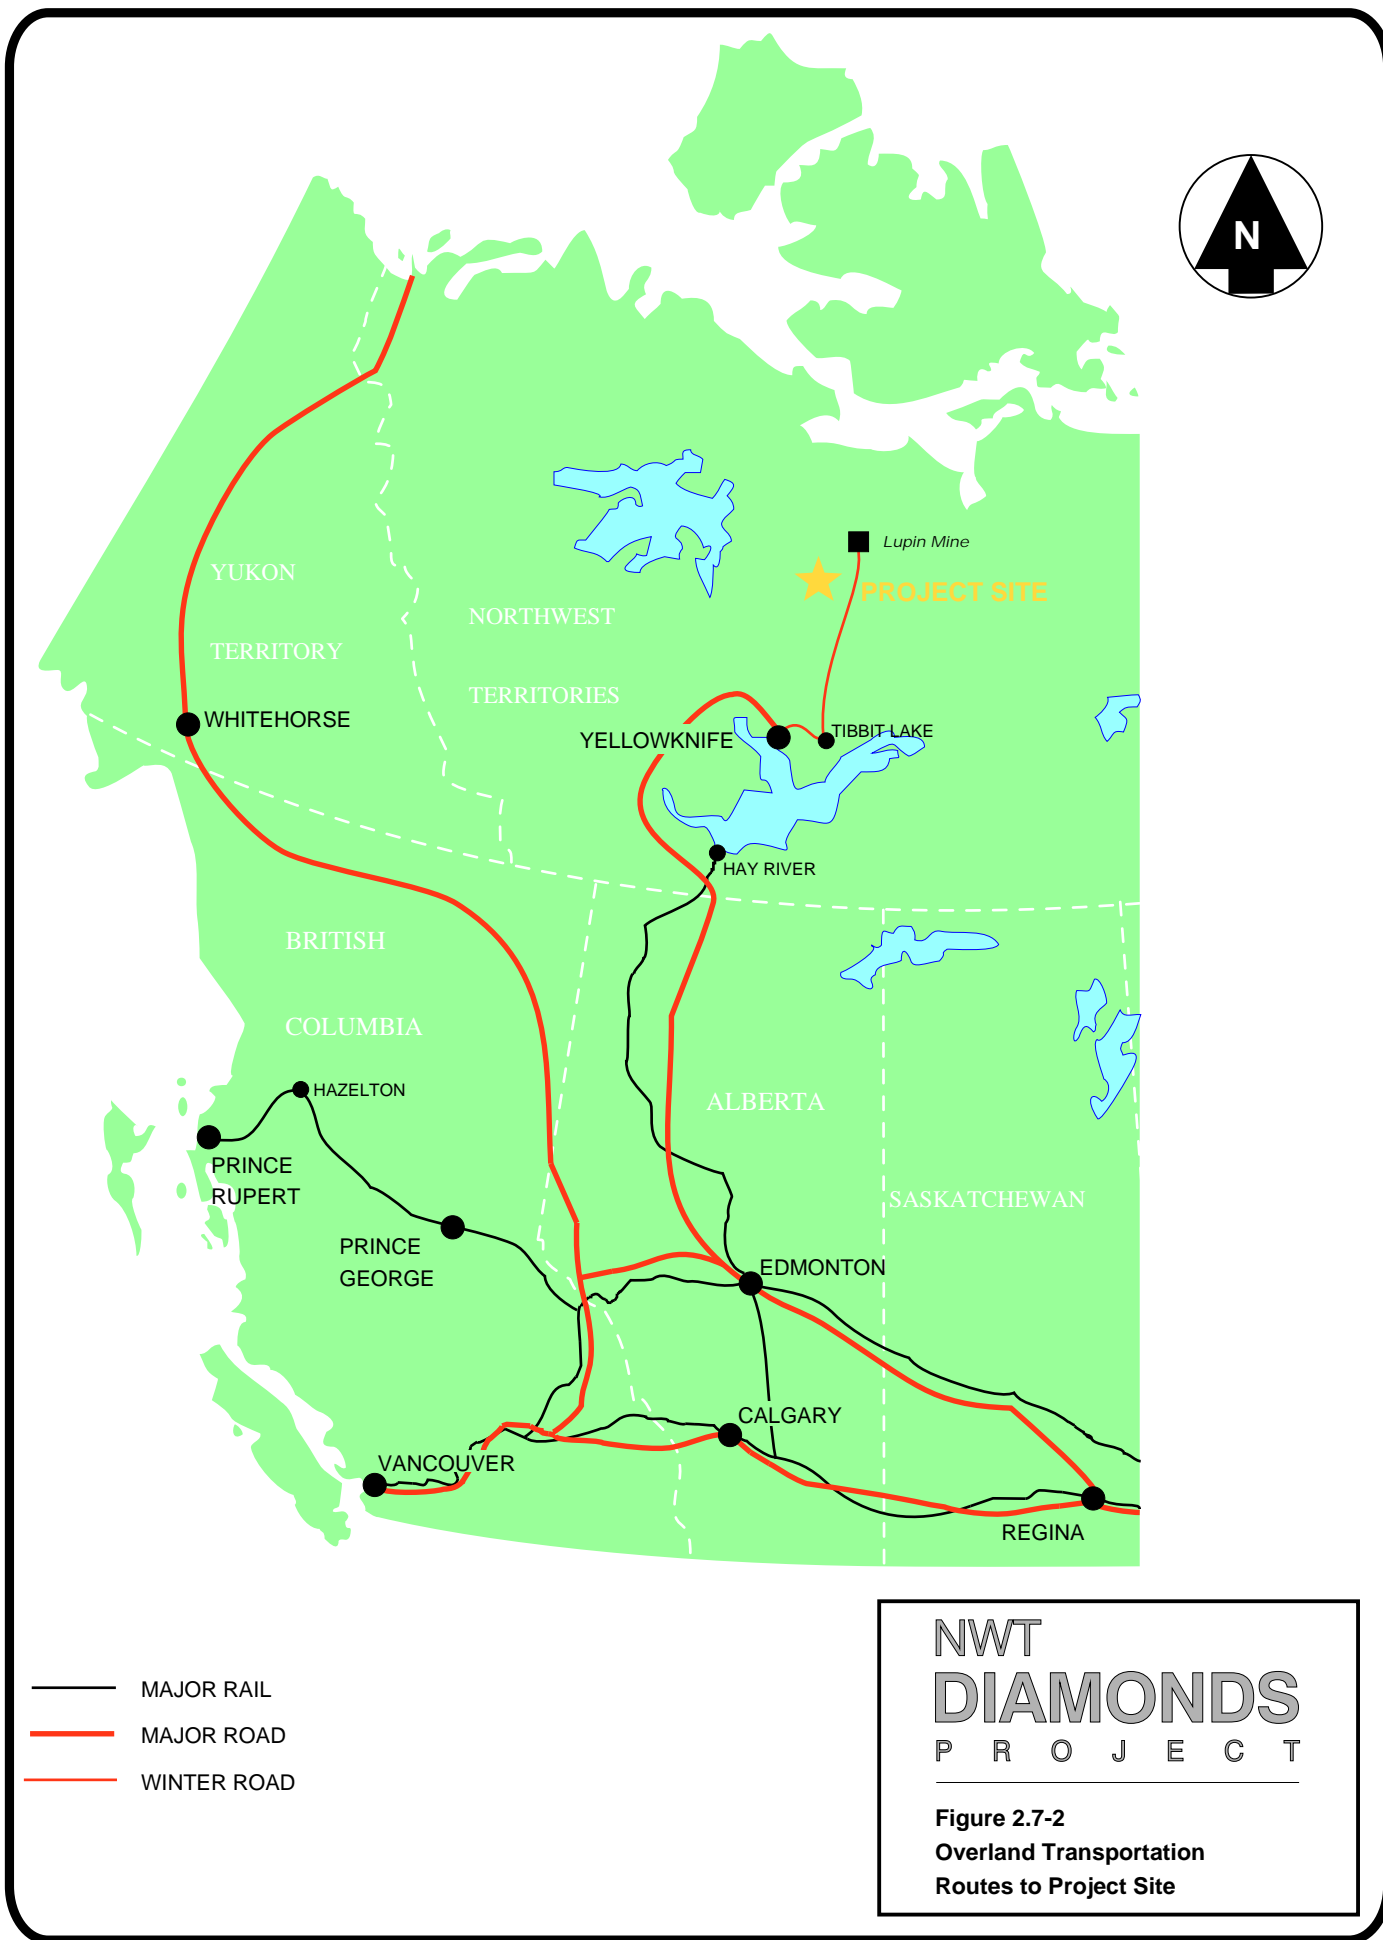 N
Lupin Mine
PROJECT SITE
YUKON
TERRITORY
NORTHWEST
TERRITORIES
WHITEHORSE
YELLOWKNIFE
TIBBIT LAKE
HAY RIVER
BRITISH
COLUMBIA
HAZELTON
ALBERTA
PRINCE
RUPERT
SASKATCHEWAN
PRINCE
GEORGE
EDMONTON
CALGARY
VANCOUVER
REGINA
MAJOR RAIL
MAJOR ROAD
WINTER ROAD
NWT
DIAMONDS
PROJECT
Figure 2.7-2
Overland Transportation
Routes to Project Site